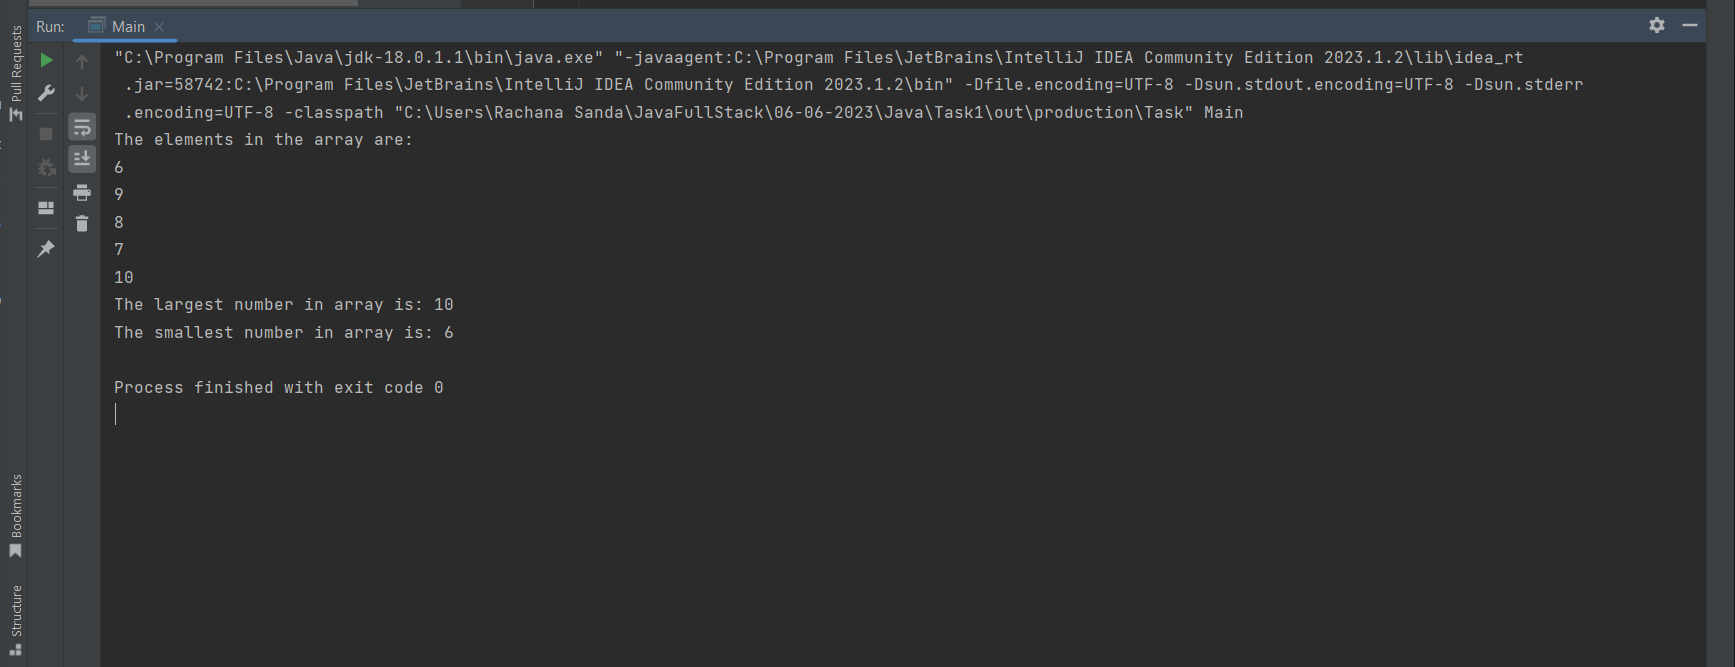 Run: Main
"C:\Program Files\Java\jdk-18.0.1.1\bin\java.exe" "-javaagent:C:\Program Files\JetBrains\IntelliJ IDEA Community Edition 2023.1.2\lib\idea_rt
.jar=58742:C:\Program Files\JetBrains\IntelliJ IDEA Community Edition 2023.1.2\bin" -Dfile.encoding=UTF-8 -Dsun.stdout.encoding=UTF-8 -Dsun.stderr
.encoding=UTF-8 -classpath "C:\Users\Rachana Sanda\JavaFullStack\06-06-2023\Java\Task1\out\production\Task" Main
The elements in the array are:
6
9
8
7
10
The largest number in array is: 10
The smallest number in array is: 6
Process finished with exit code 0
Pull Requests
Bookmarks
Structure